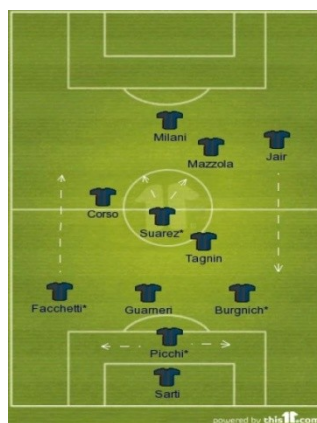 Milani
Mazzola
Jair
Corso
Suarez*
Tagnin
Facchetti*
Guarneri
Burgnich*
Picchi*
Sarti
powered by this11.com